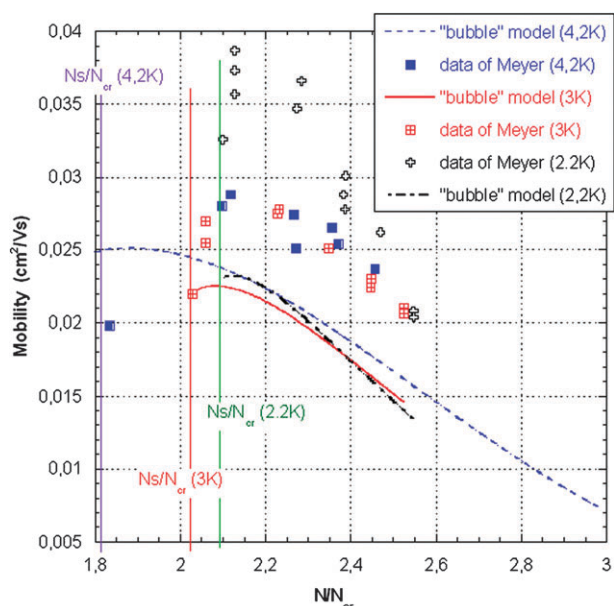 0,04
0,035
0,03
0,025
0,02
0,015
0,01
0,005
Mobility (cm²/Vs)
1,8 2 2,2 2,4 2,6 2,8 3
N/Ncr
Ns/Ncr (4,2K)
Ns/Ncr (2.2K)
Ns/Ncr (3K)
"bubble" model (4,2K)
data of Meyer (4,2K)
"bubble" model (3K)
data of Meyer (3K)
data of Meyer (2.2K)
"bubble" model (2,2K)